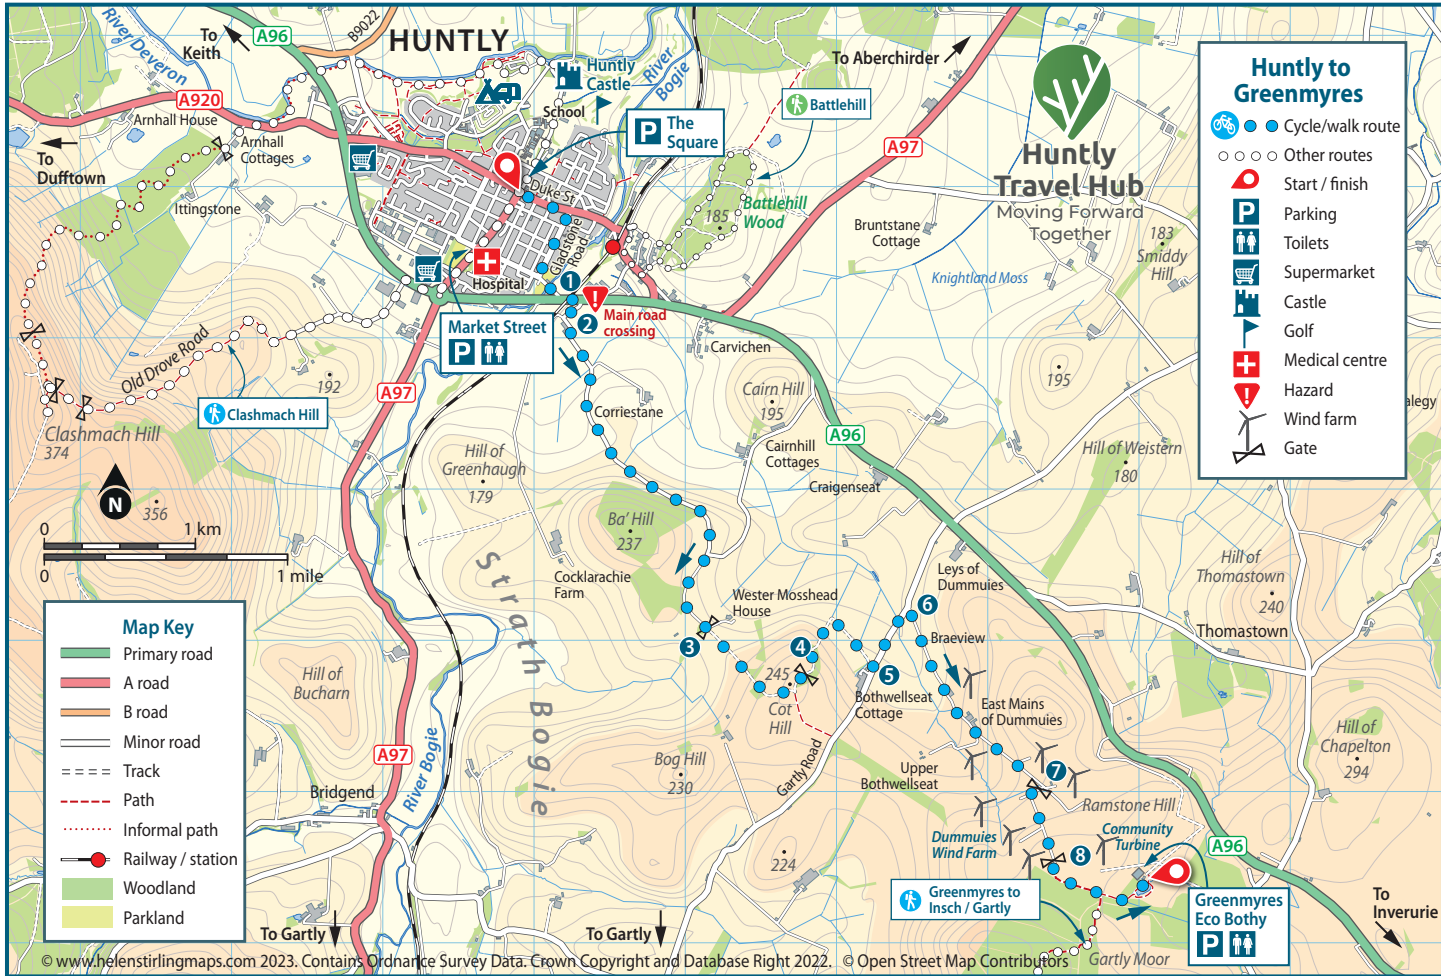 HUNTLY
To
Keith
A96
B9022
River Deveron
A920
Arnhall House
Arnhall
Cottages
To
Dufftown
Ittingstone
Huntly
Castle
River
Bogie
School
P The
Square
Duke St
Gladstone
Road
Hospital
Market Street
P
1
2
!
Main road
crossing
Battlehill
Battlehill
Wood
185
To Aberchirder
A97
Bruntstane
Cottage
Knightland Moss
183
Smiddy
Hill
Huntly
Travel Hub
Moving Forward
Together
Huntly to
Greenmyres
Cycle/walk route
Other routes
Start / finish
P Parking
Toilets
Supermarket
Castle
Golf
Medical centre
! Hazard
Wind farm
Gate
alegy
Old Drove Road
192
Clashmach Hill
Clashmach Hill
374
356
N
0 1 km
0 1 mile
A97
Carvichen
Corriestane
Cairn Hill
195
195
A96
Cairnhill
Cottages
Craigenseat
Hill of Weistern
180
Hill of
Greenhaugh
179
Ba' Hill
237
Cocklarachie
Farm
Strath Bogie
Wester Mosshead
House
3
4
245
Cot
Hill
5
Bothwellseat
Cottage
6
Leys of
Dummuies
Braeview
East Mains
of Dummuies
Hill of
Thomastown
240
Thomastown
Hill of
Bucharn
A97
Bridgend
River Bogie
Bog Hill
230
Gartly Road
Upper
Bothwellseat
7
Ramstone Hill
Hill of
Chapelton
294
224
Dummuies
Wind Farm
Community
Turbine
8
A96
Greenmyres to
Insch / Gartly
Greenmyres
Eco Bothy
P
To
Inverurie
Gartly Moor
Map Key
Primary road
A road
B road
Minor road
Track
Path
Informal path
Railway / station
Woodland
Parkland
To Gartly
To Gartly
© www.helenstirlingmaps.com 2023. Contains Ordnance Survey Data. Crown Copyright and Database Right 2022. © Open Street Map Contributors